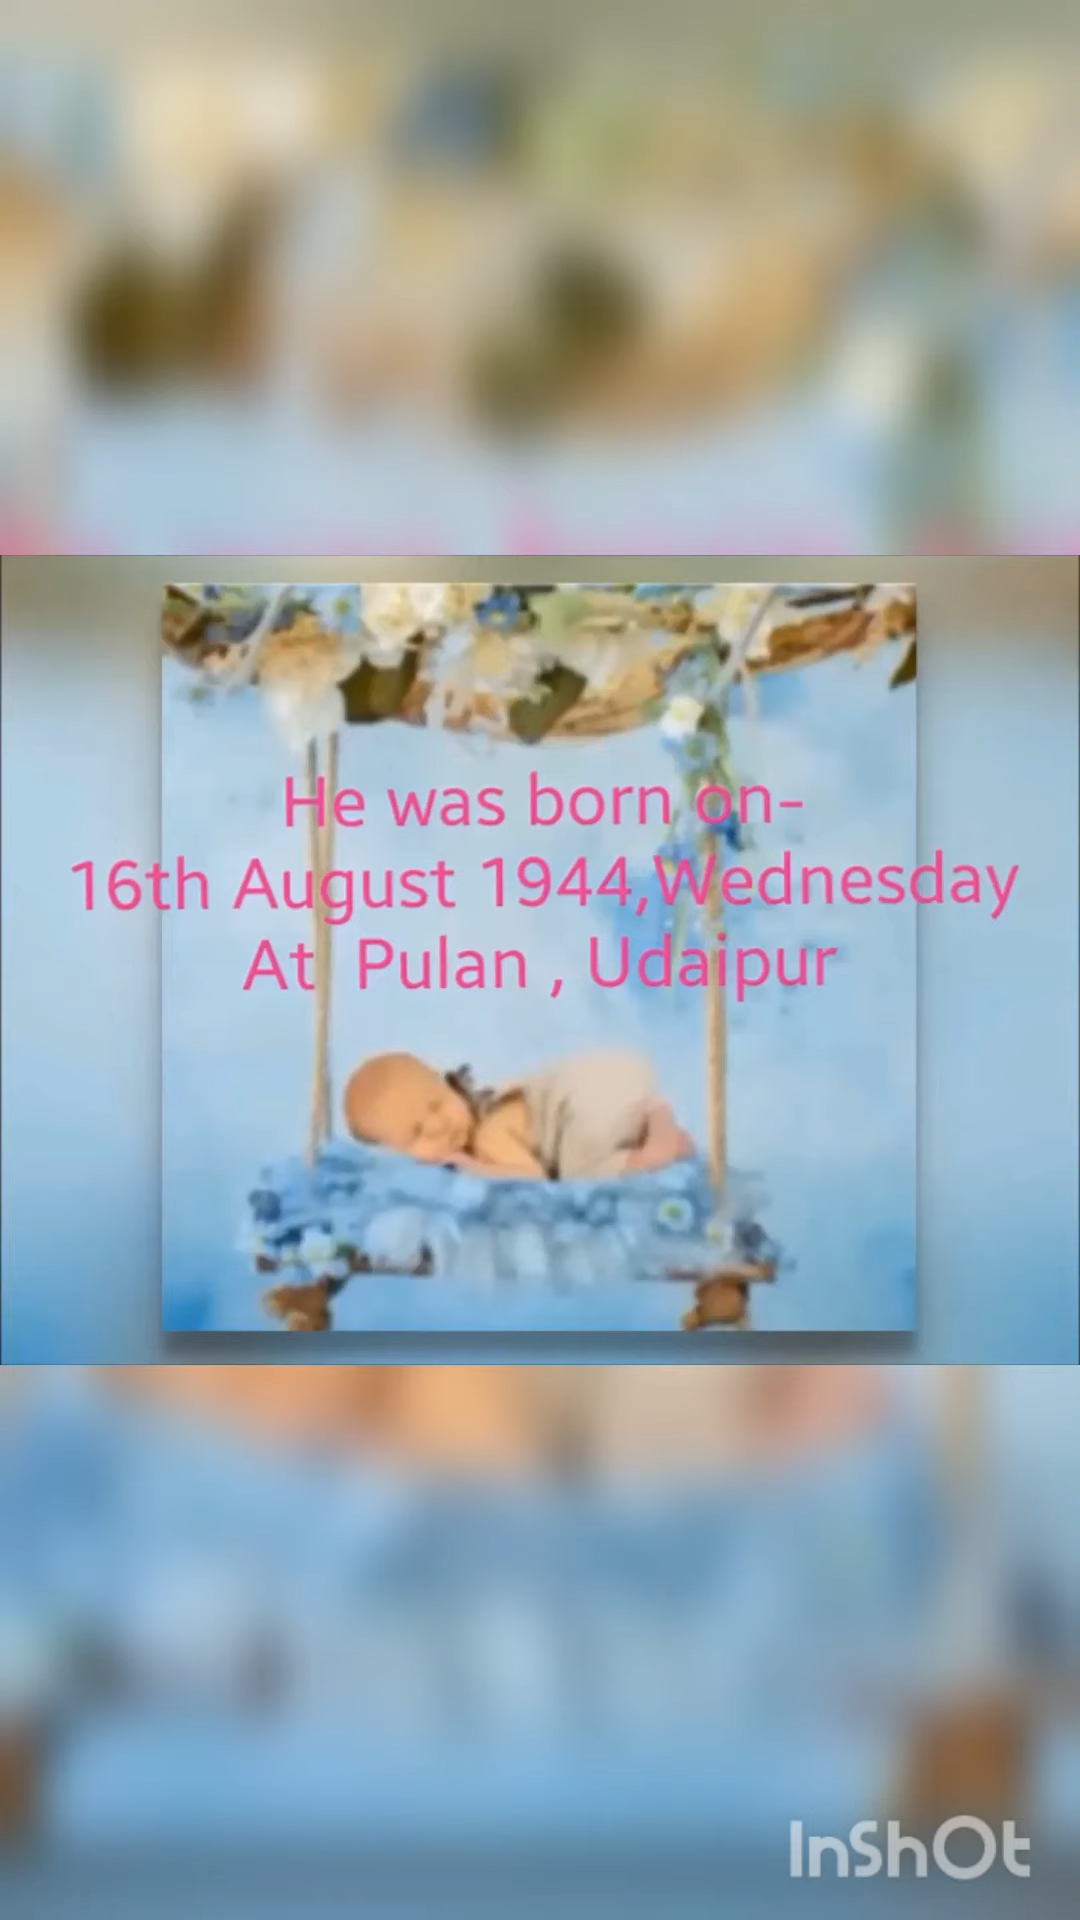 He was born on-
16th August 1944,Wednesday
At Pulan , Udaipur
InShOt